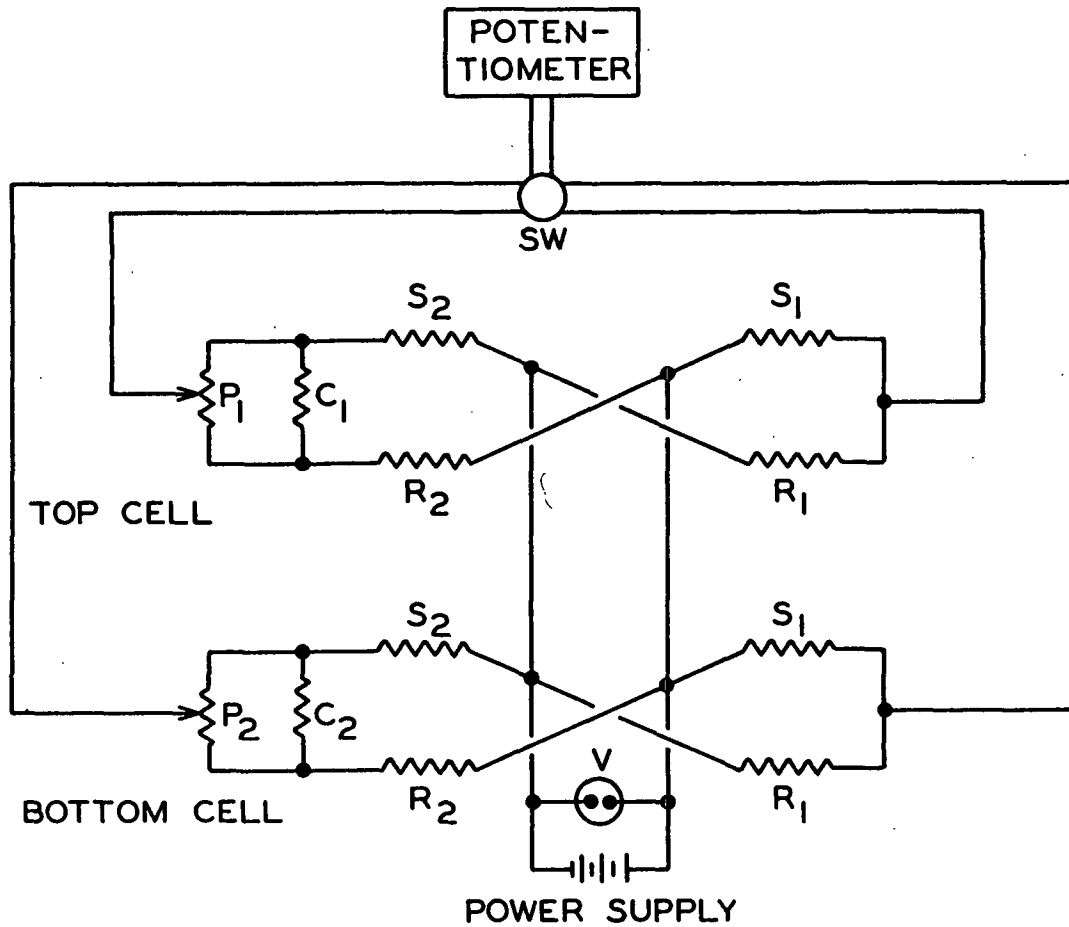 POTEN-
TIOMETER
SW
S2
S1
P1
C1
R2
R1
TOP CELL
S2
S1
P2
C2
R2
V
R1
BOTTOM CELL
POWER SUPPLY